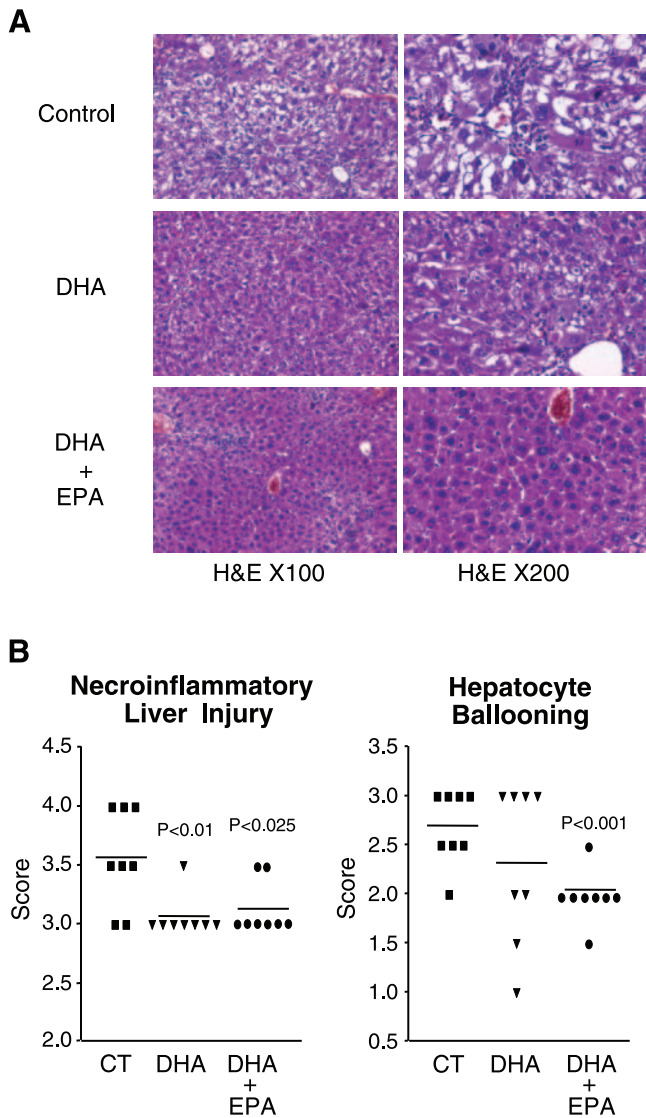 A
Control
DHA
DHA
+
EPA
H&E X100
H&E X200
B
Necroinflammatory
Liver Injury
Score
4.5
4.0
3.5
3.0
2.5
2.0
P<0.01
P<0.025
CT
DHA
DHA
+
EPA
Hepatocyte
Ballooning
Score
3.5
3.0
2.5
2.0
1.5
1.0
0.5
P<0.001
CT
DHA
DHA
+
EPA